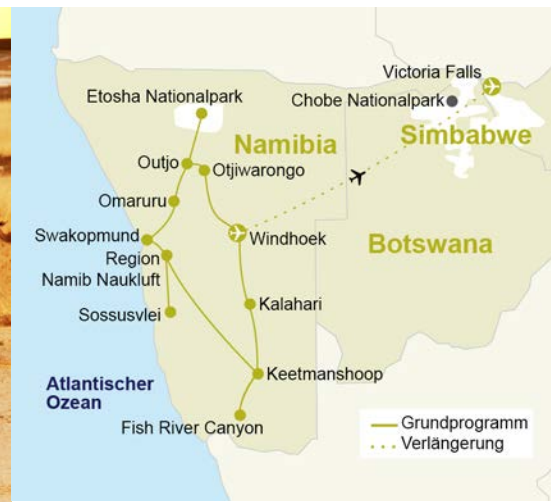 Victoria Falls
Etosha Nationalpark
Chobe Nationalpark
Namibia
Simbabwe
Outjo
Otjiwarongo
Omaruru
Swakopmund
Windhoek
Region
Namib Naukluft
Botswana
Sossusvlei
Kalahari
Keetmanshoop
Atlantischer
Ozean
Fish River Canyon
Grundprogramm
Verlängerung